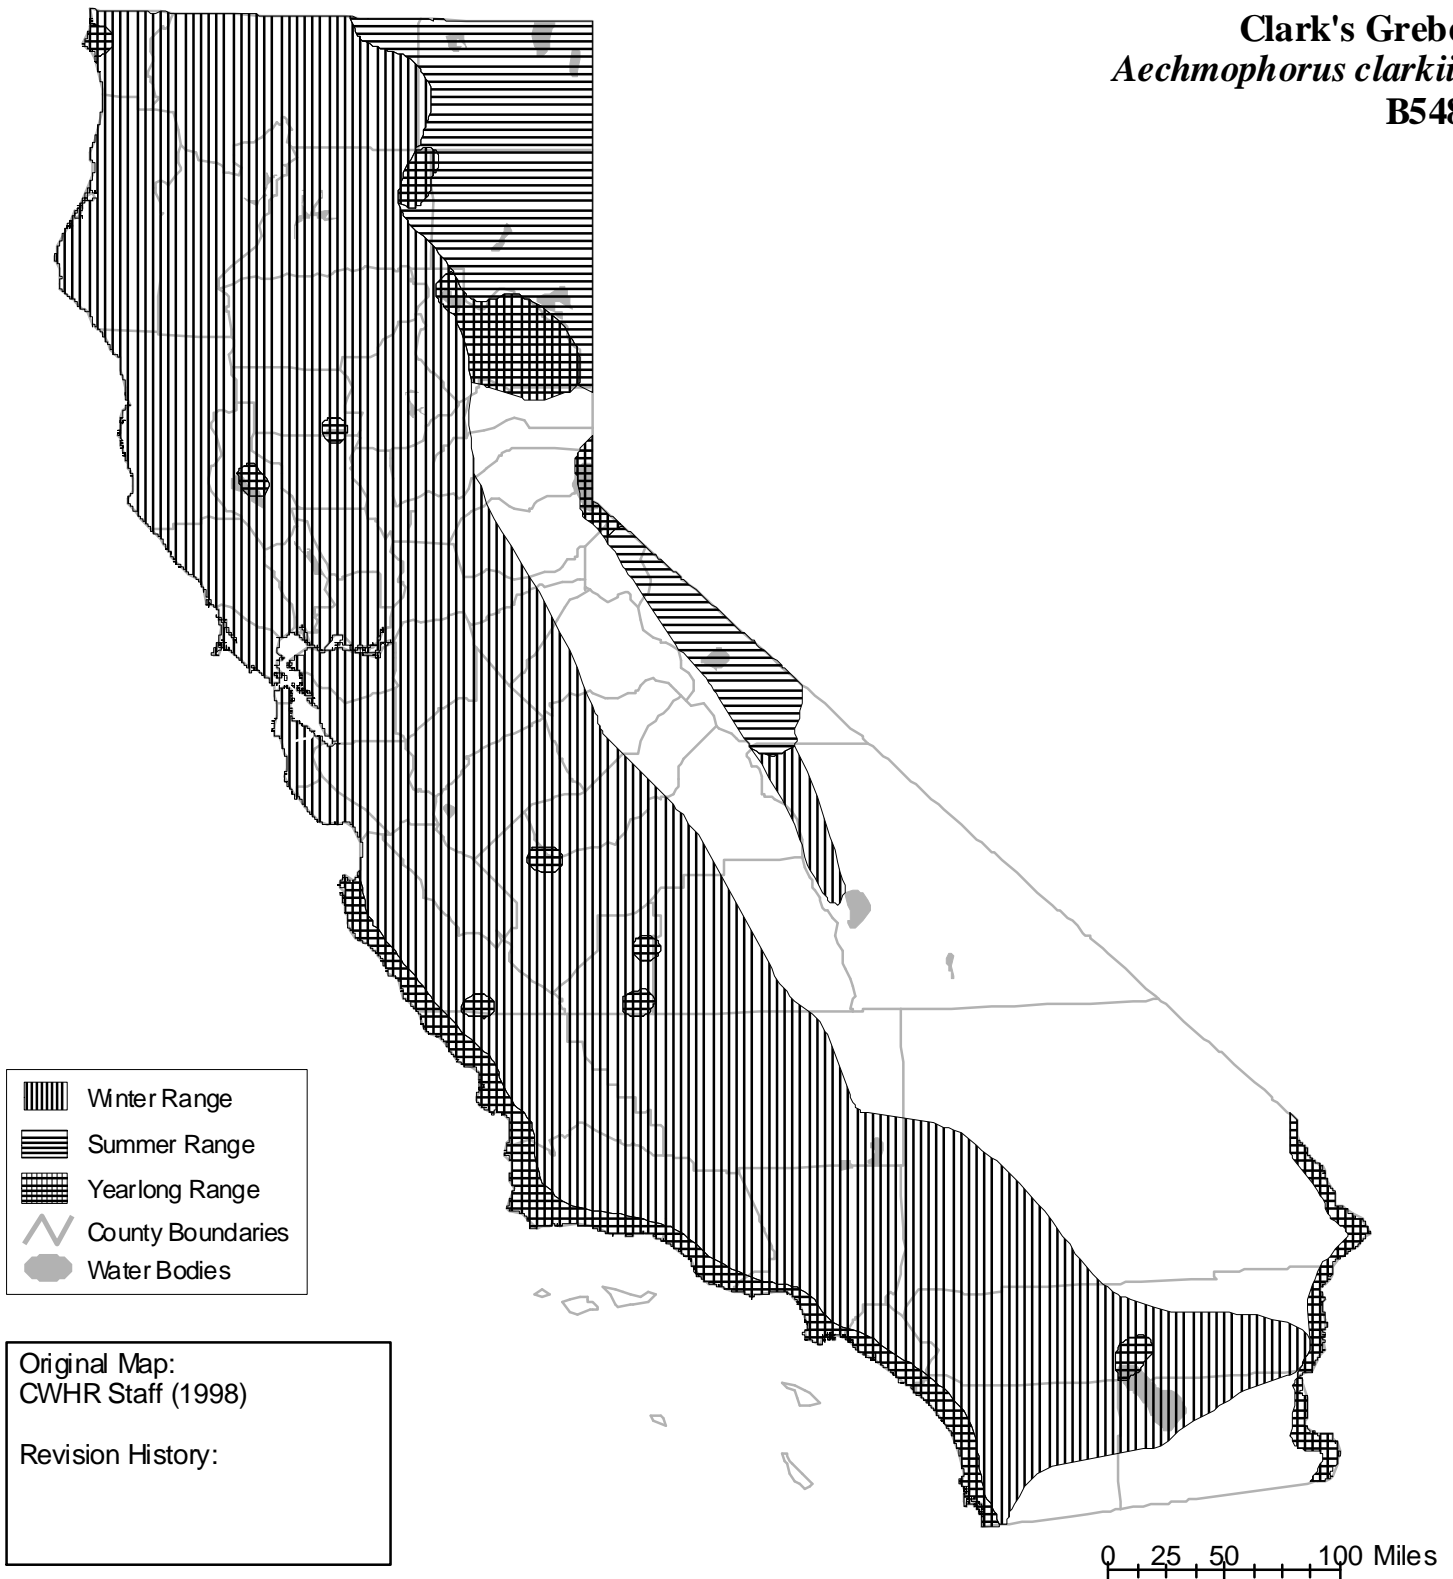 Clark's Grebe
Aechmophorus clarkii
B548
Winter Range
Summer Range
Yearlong Range
County Boundaries
Water Bodies
Original Map:
CWHR Staff (1998)
Revision History:
0 25 50 100 Miles